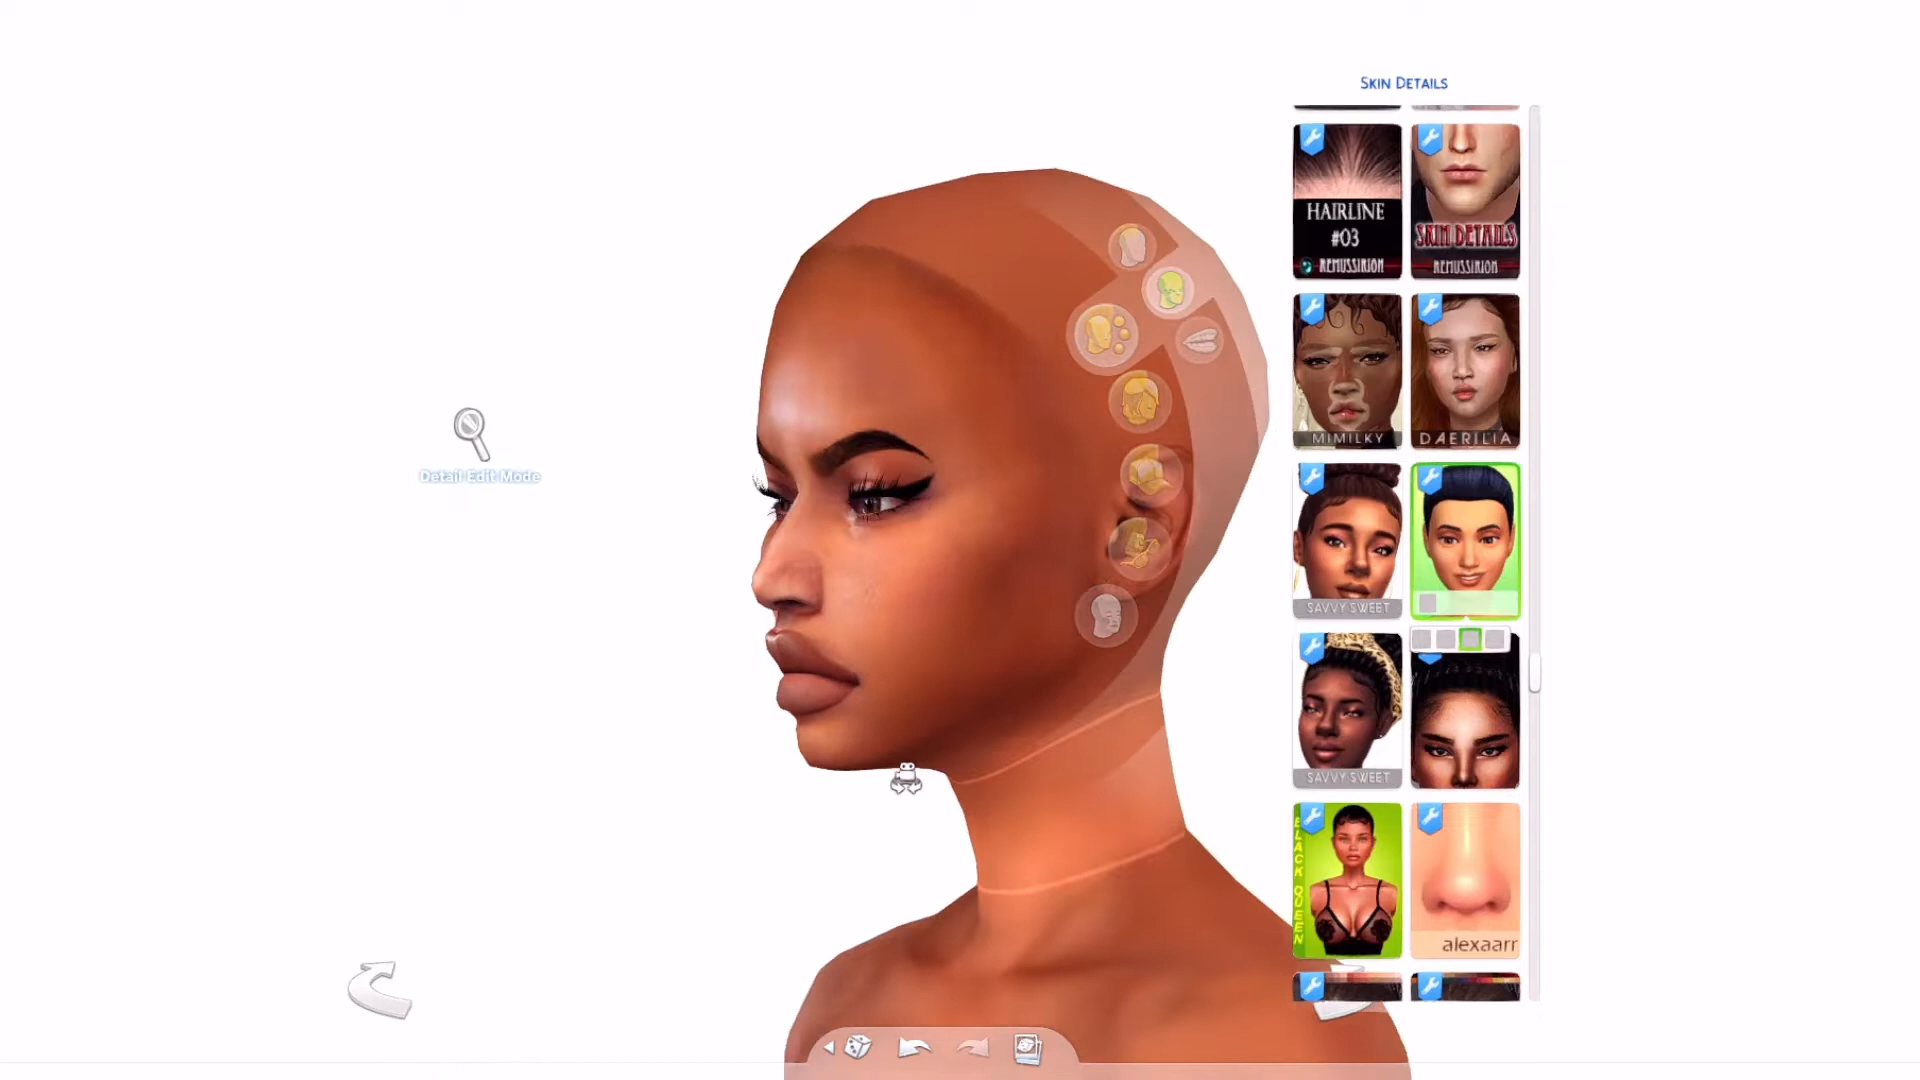 SKIN DETAILS
HAIRLINE
#03
REMUSSIRION
SKIN DETAILS
REMUSSIRION
MIMILKY
DAERILIA
Detail Edit Mode
SAVVY SWEET
SAVVY SWEET
BLACK QUEEN
alexaarr